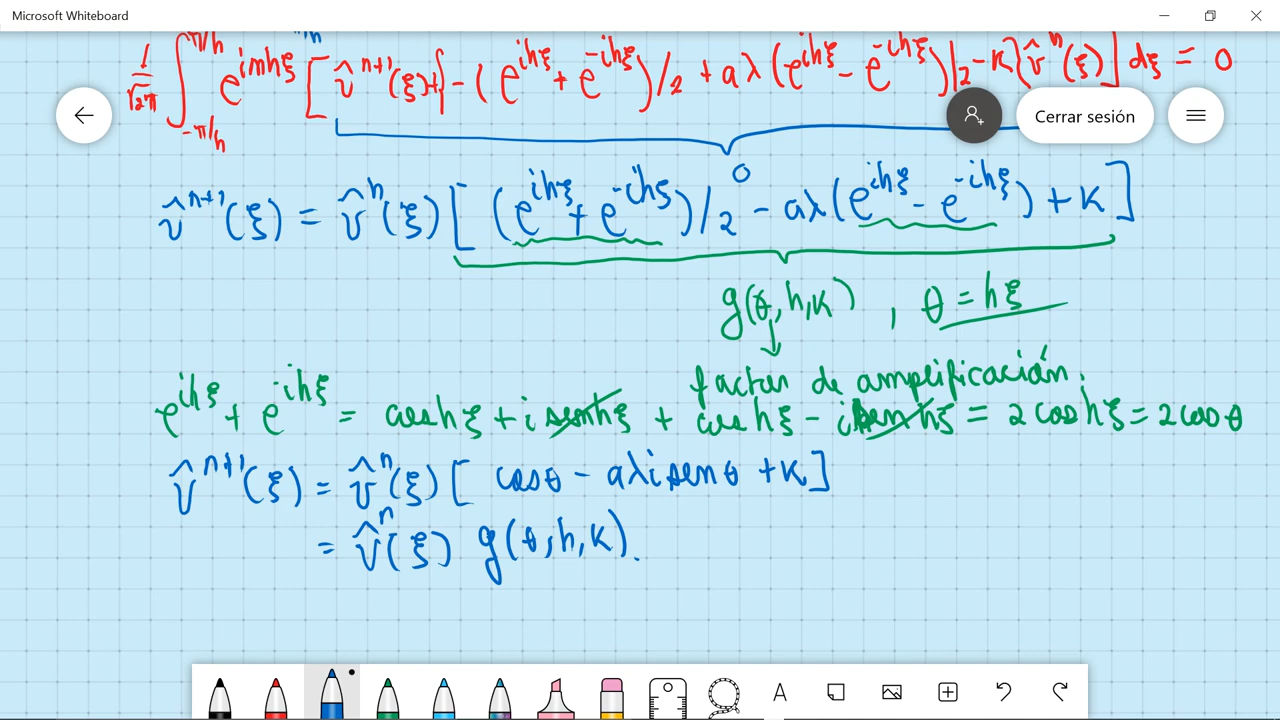 Microsoft Whiteboard
1/√2π ∫_{-π/h}^{π/h} e^{imhξ} [ v̂^{n+1}(ξ) + { -(e^{ihξ} + e^{-ihξ})/2 + aλ (e^{ihξ} - e^{-ihξ})/2 - K } v̂^n(ξ) ] dξ = 0
Cerrar sesión
0
v̂^{n+1}(ξ) = v̂^n(ξ) [ (e^{ihξ} + e^{-ihξ})/2 - aλ(e^{ihξ} - e^{-ihξ}) + K ]
g(θ, h, K) , θ = hξ
factor de amplificación.
e^{ihξ} + e^{-ihξ} = cos hξ + i sen hξ + cos hξ - i sen hξ = 2 cos hξ = 2 cos θ
v̂^{n+1}(ξ) = v̂^n(ξ) [ cos θ - aλ i sen θ + K ]
= v̂^n(ξ) g(θ, h, K).
A